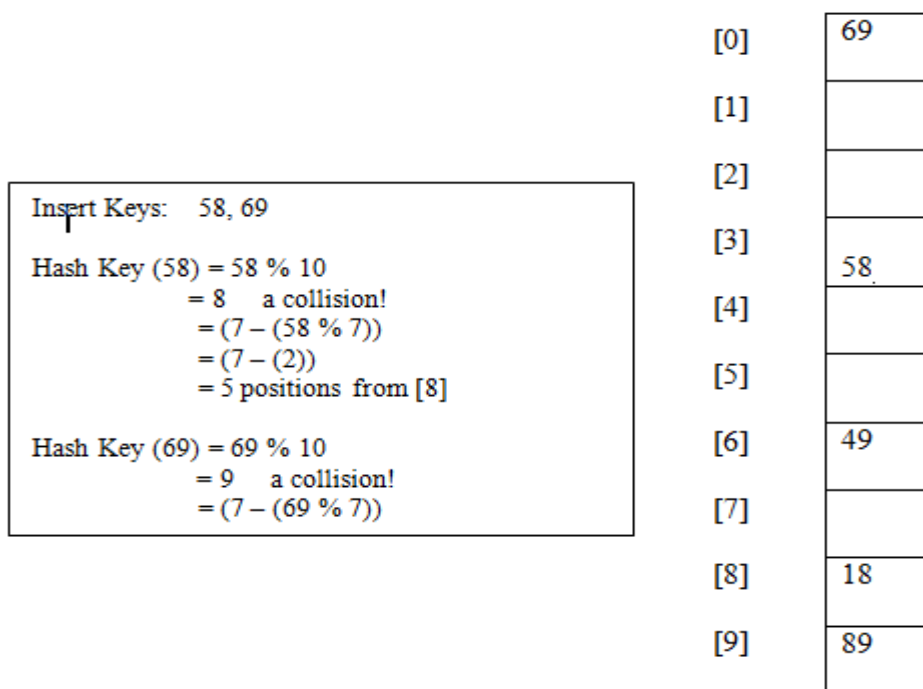 Insert Keys: 58, 69
Hash Key (58) = 58 % 10
= 8 a collision!
= (7 – (58 % 7))
= (7 – (2))
= 5 positions from [8]
Hash Key (69) = 69 % 10
= 9 a collision!
= (7 – (69 % 7))
[0] 69
[1]
[2]
[3] 58.
[4]
[5]
[6] 49
[7]
[8] 18
[9] 89